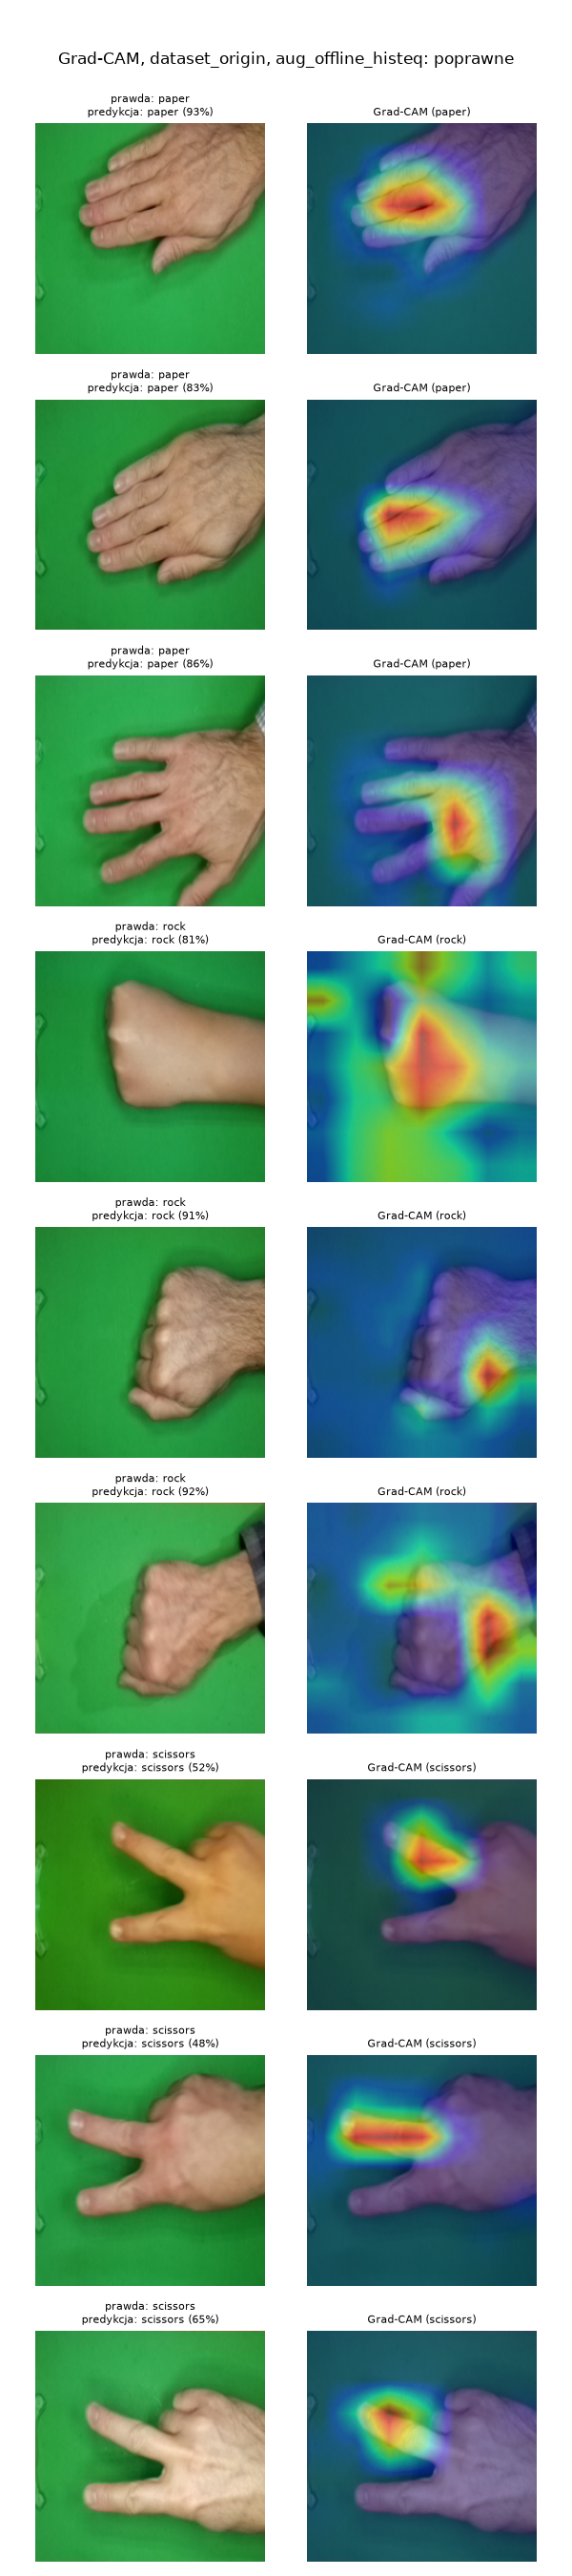 Grad-CAM, dataset_origin, aug_offline_histeq: poprawne
prawda: paper
predykcja: paper (93%)
Grad-CAM (paper)
prawda: paper
predykcja: paper (83%)
Grad-CAM (paper)
prawda: paper
predykcja: paper (86%)
Grad-CAM (paper)
prawda: rock
predykcja: rock (81%)
Grad-CAM (rock)
prawda: rock
predykcja: rock (91%)
Grad-CAM (rock)
prawda: rock
predykcja: rock (92%)
Grad-CAM (rock)
prawda: scissors
predykcja: scissors (52%)
Grad-CAM (scissors)
prawda: scissors
predykcja: scissors (48%)
Grad-CAM (scissors)
prawda: scissors
predykcja: scissors (65%)
Grad-CAM (scissors)